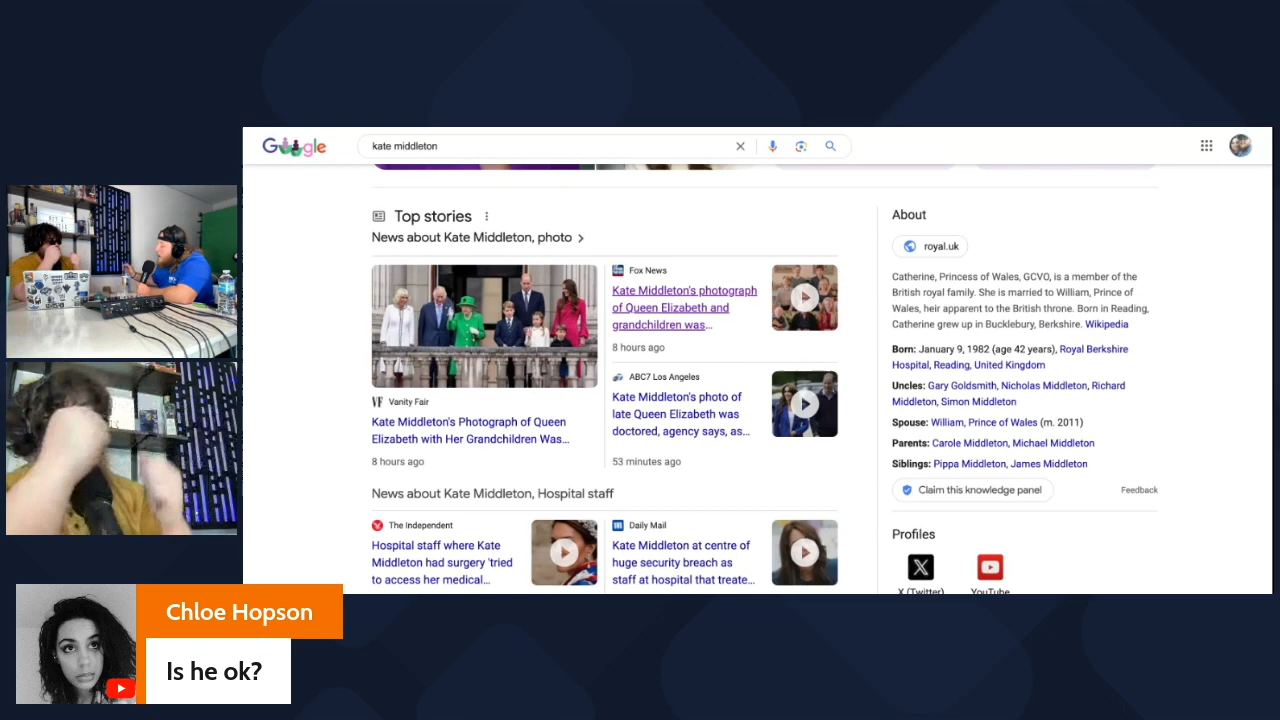 Google
kate middleton
Top stories
News about Kate Middleton, photo
Vanity Fair
Kate Middleton's Photograph of Queen
Elizabeth with Her Grandchildren Was...
8 hours ago
Fox News
Kate Middleton's photograph
of Queen Elizabeth and
grandchildren was...
8 hours ago
ABC7 Los Angeles
Kate Middleton's photo of
late Queen Elizabeth was
doctored, agency says, as...
53 minutes ago
News about Kate Middleton, Hospital staff
The Independent
Hospital staff where Kate
Middleton had surgery 'tried
to access her medical...
Daily Mail
Kate Middleton at centre of
huge security breach as
staff at hospital that treate...
About
royal.uk
Catherine, Princess of Wales, GCVO, is a member of the
British royal family. She is married to William, Prince of
Wales, heir apparent to the British throne. Born in Reading,
Catherine grew up in Bucklebury, Berkshire. Wikipedia
Born: January 9, 1982 (age 42 years), Royal Berkshire
Hospital, Reading, United Kingdom
Uncles: Gary Goldsmith, Nicholas Middleton, Richard
Middleton, Simon Middleton
Spouse: William, Prince of Wales (m. 2011)
Parents: Carole Middleton, Michael Middleton
Siblings: Pippa Middleton, James Middleton
Claim this knowledge panel
Feedback
Profiles
X (Twitter)
YouTube
Chloe Hopson
Is he ok?